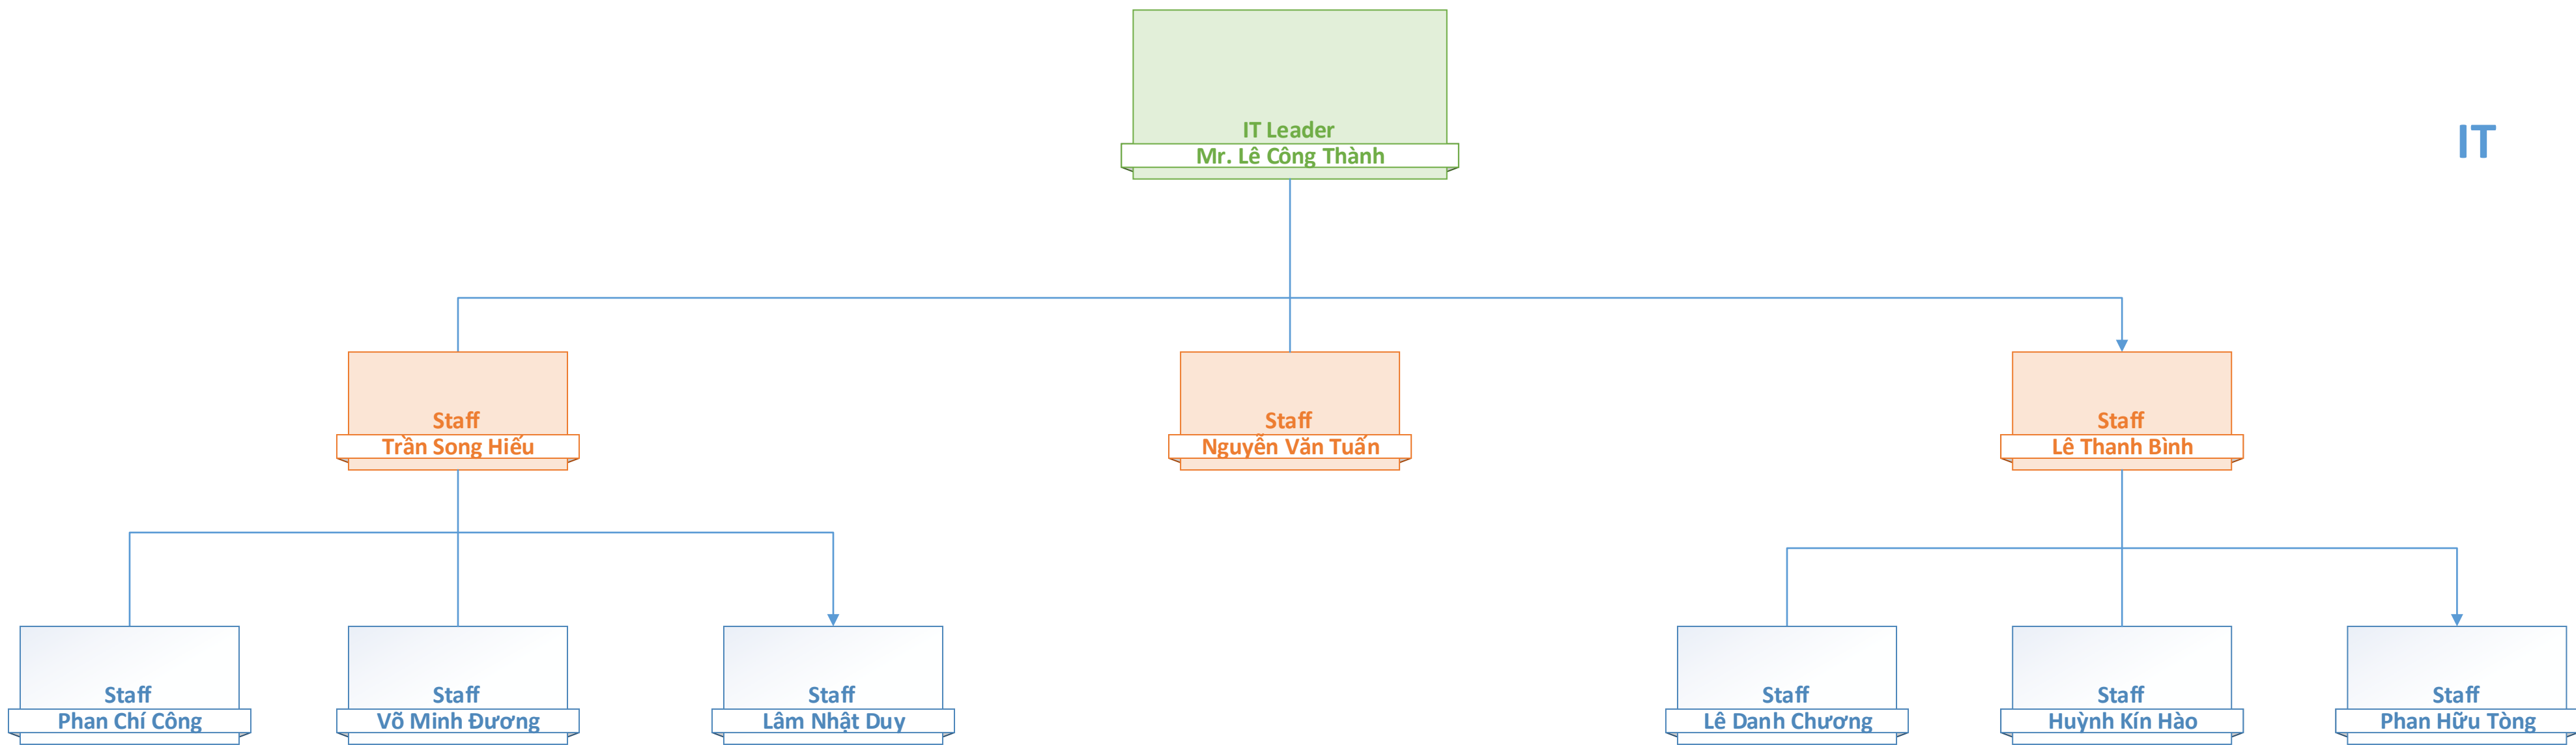 IT Leader
Mr. Lê Công Thành
IT
Staff
Trần Song Hiếu
Staff
Nguyễn Văn Tuấn
Staff
Lê Thanh Bình
Staff
Phan Chí Công
Staff
Võ Minh Đương
Staff
Lâm Nhật Duy
Staff
Lê Danh Chương
Staff
Huỳnh Kín Hào
Staff
Phan Hữu Tòng